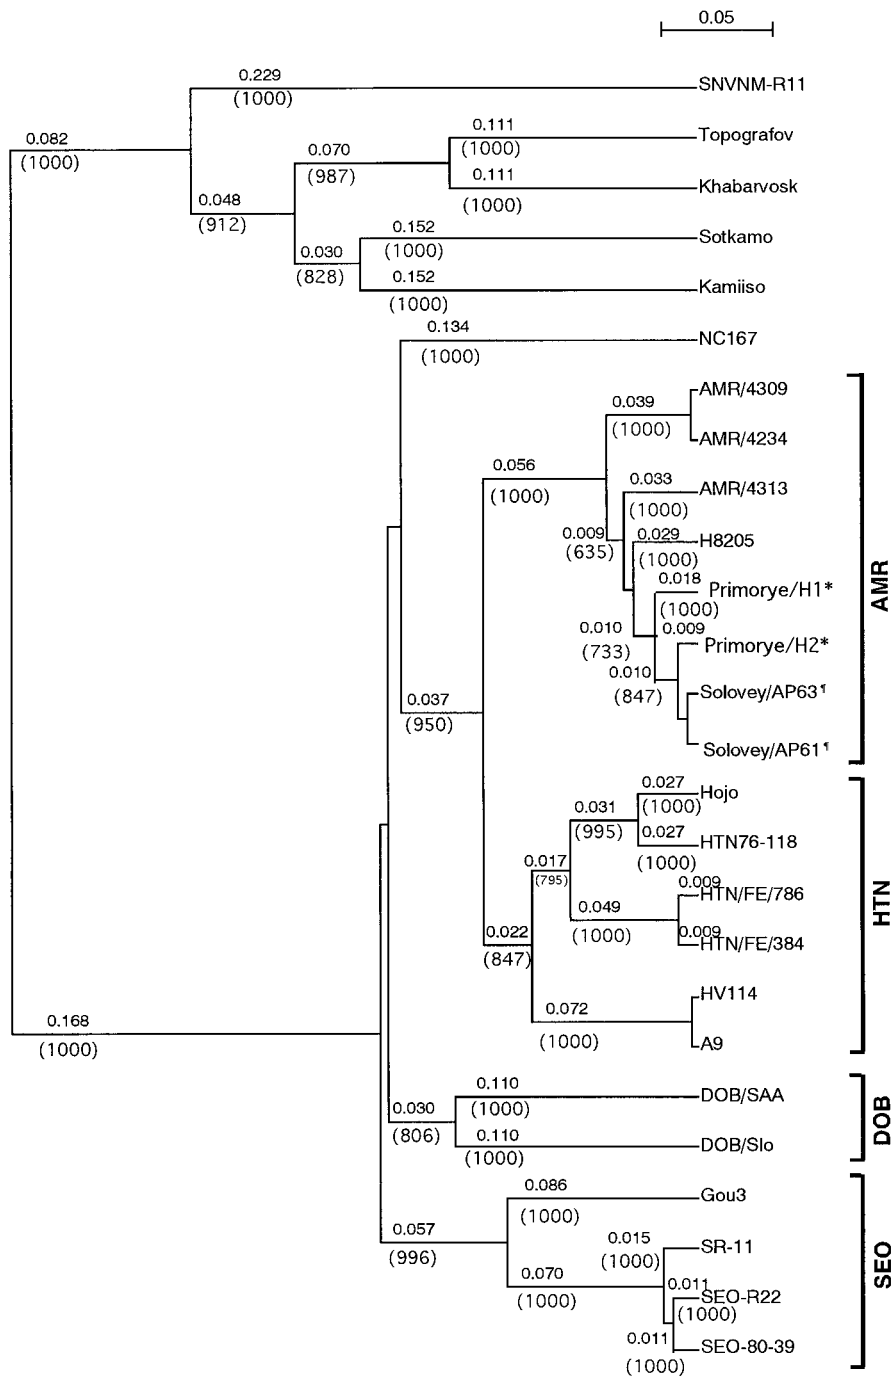 0.05
0.229
(1000)
SNVNM-R11
0.082
(1000)
0.111
(1000)
Topografov
0.070
(987)
0.111
(1000)
Khabarvosk
0.048
(912)
0.152
(1000)
Sotkamo
0.030
(828)
0.152
(1000)
Kamiiso
0.134
(1000)
NC167
AMR/4309
0.039
(1000)
AMR/4234
0.056
(1000)
0.033
(1000)
AMR/4313
0.009
(635)
0.029
(1000)
H8205
0.018
(1000)
Primorye/H1*
0.010
(733)
0.009
Primorye/H2*
0.010
(847)
Solovey/AP63¶
Solovey/AP61¶
AMR
0.037
(950)
0.027
(1000)
Hojo
0.031
(995)
0.027
(1000)
HTN76-118
0.017
(795)
0.009
HTN/FE/786
0.049
(1000)
0.009
HTN/FE/384
0.022
(847)
HV114
0.072
(1000)
A9
HTN
0.168
(1000)
0.110
(1000)
DOB/SAA
0.030
(806)
0.110
(1000)
DOB/Slo
DOB
0.086
(1000)
Gou3
0.057
(996)
0.015
(1000)
SR-11
0.070
(1000)
0.011
(1000)
SEO-R22
0.011
(1000)
SEO-80-39
SEO